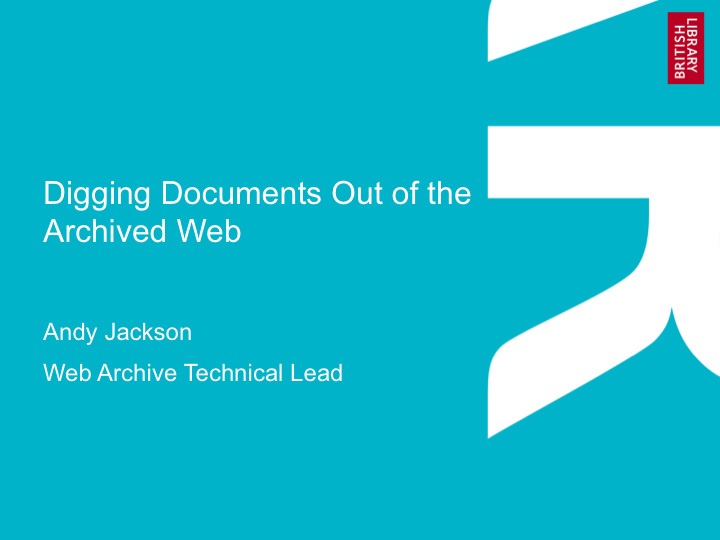 LIBRARY
BRITISH
Digging Documents Out of the
Archived Web
Andy Jackson
Web Archive Technical Lead